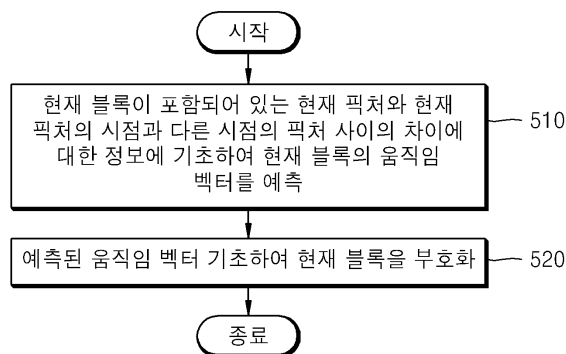 시작
현재 블록이 포함되어 있는 현재 픽처와 현재
픽처의 시점과 다른 시점의 픽처 사이의 차이에
대한 정보에 기초하여 현재 블록의 움직임
벡터를 예측
510
예측된 움직임 벡터 기초하여 현재 블록을 부호화
520
종료